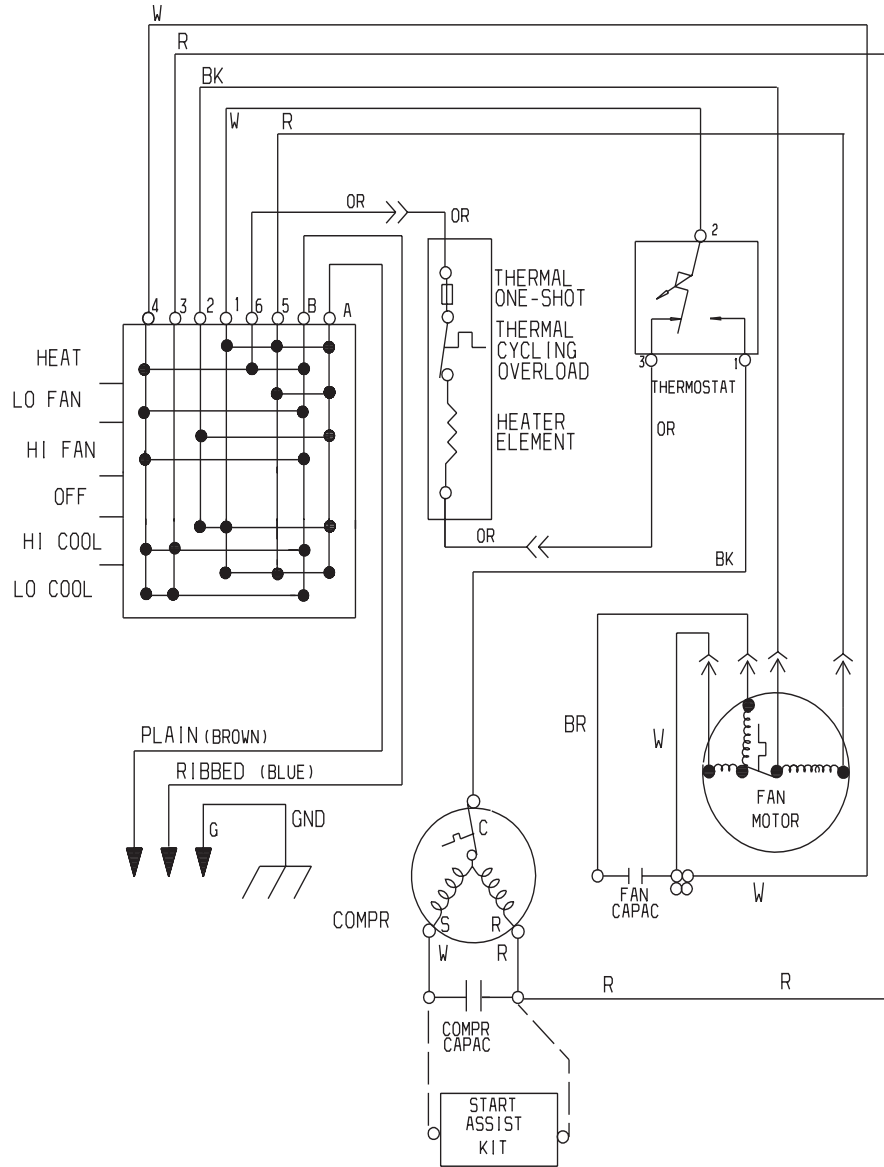 W
R
BK
W
R
OR
OR
2
THERMAL
ONE-SHOT
4 3 2 1 6 5 B A
THERMAL
CYCLING
OVERLOAD
HEAT
3
1
THERMOSTAT
LO FAN
HEATER
ELEMENT
OR
HI FAN
OFF
OR
HI COOL
BK
LO COOL
BR
W
PLAIN (BROWN)
RIBBED (BLUE)
FAN
MOTOR
G
GND
C
FAN
CAPAC
W
COMPR
S
R
W
R
R
R
COMPR
CAPAC
START
ASSIST
KIT